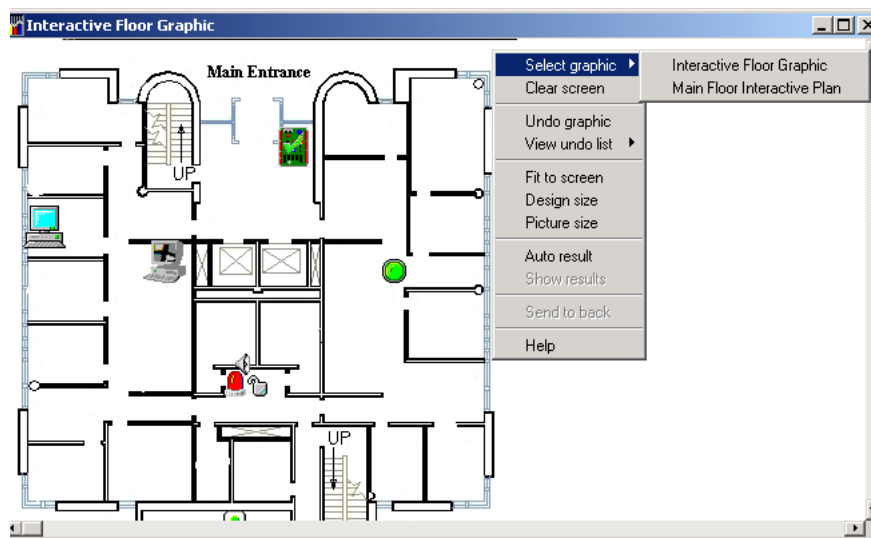 Interactive Floor Graphic
Main Entrance
UP
UP
Select graphic
Clear screen
Undo graphic
View undo list
Fit to screen
Design size
Picture size
Auto result
Show results
Send to back
Help
Interactive Floor Graphic
Main Floor Interactive Plan